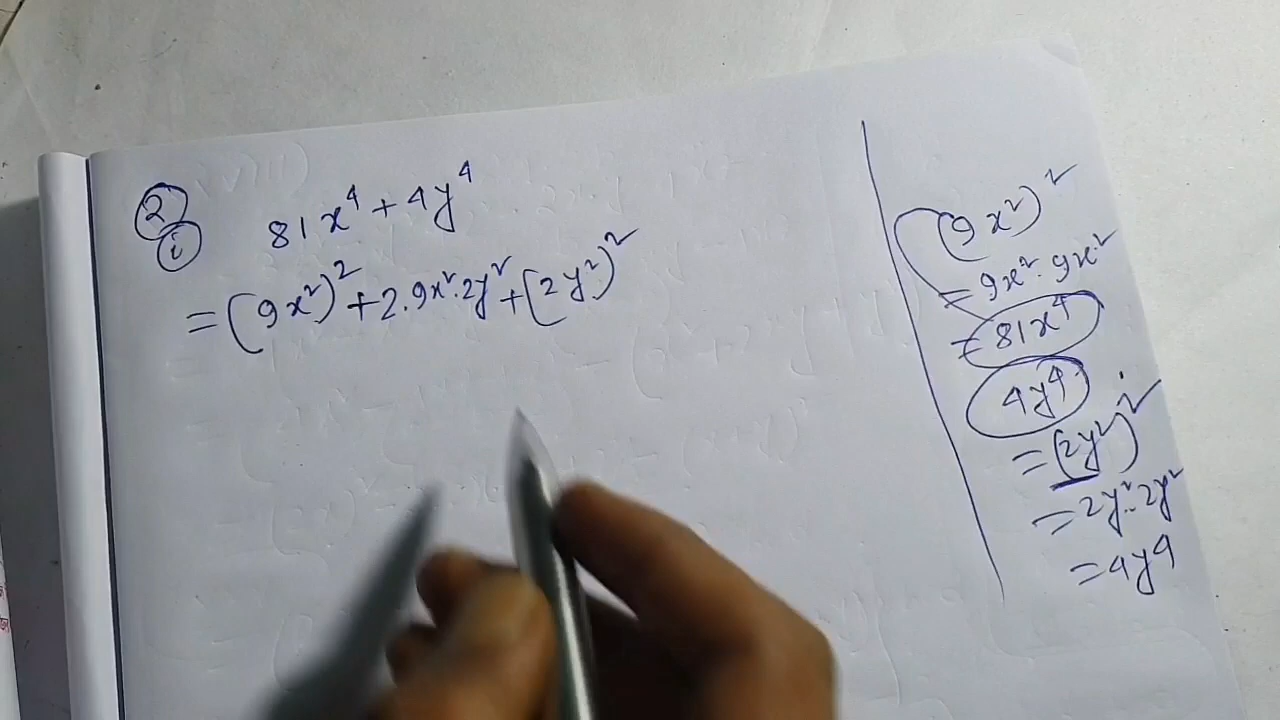 2
i 81x⁴ + 4y⁴
= (9x²)² + 2.9x².2y² + (2y²)²
(9x²)²
= 9x².9x²
= 81x⁴
4y⁴
= (2y²)²
= 2y².2y²
= 4y⁴